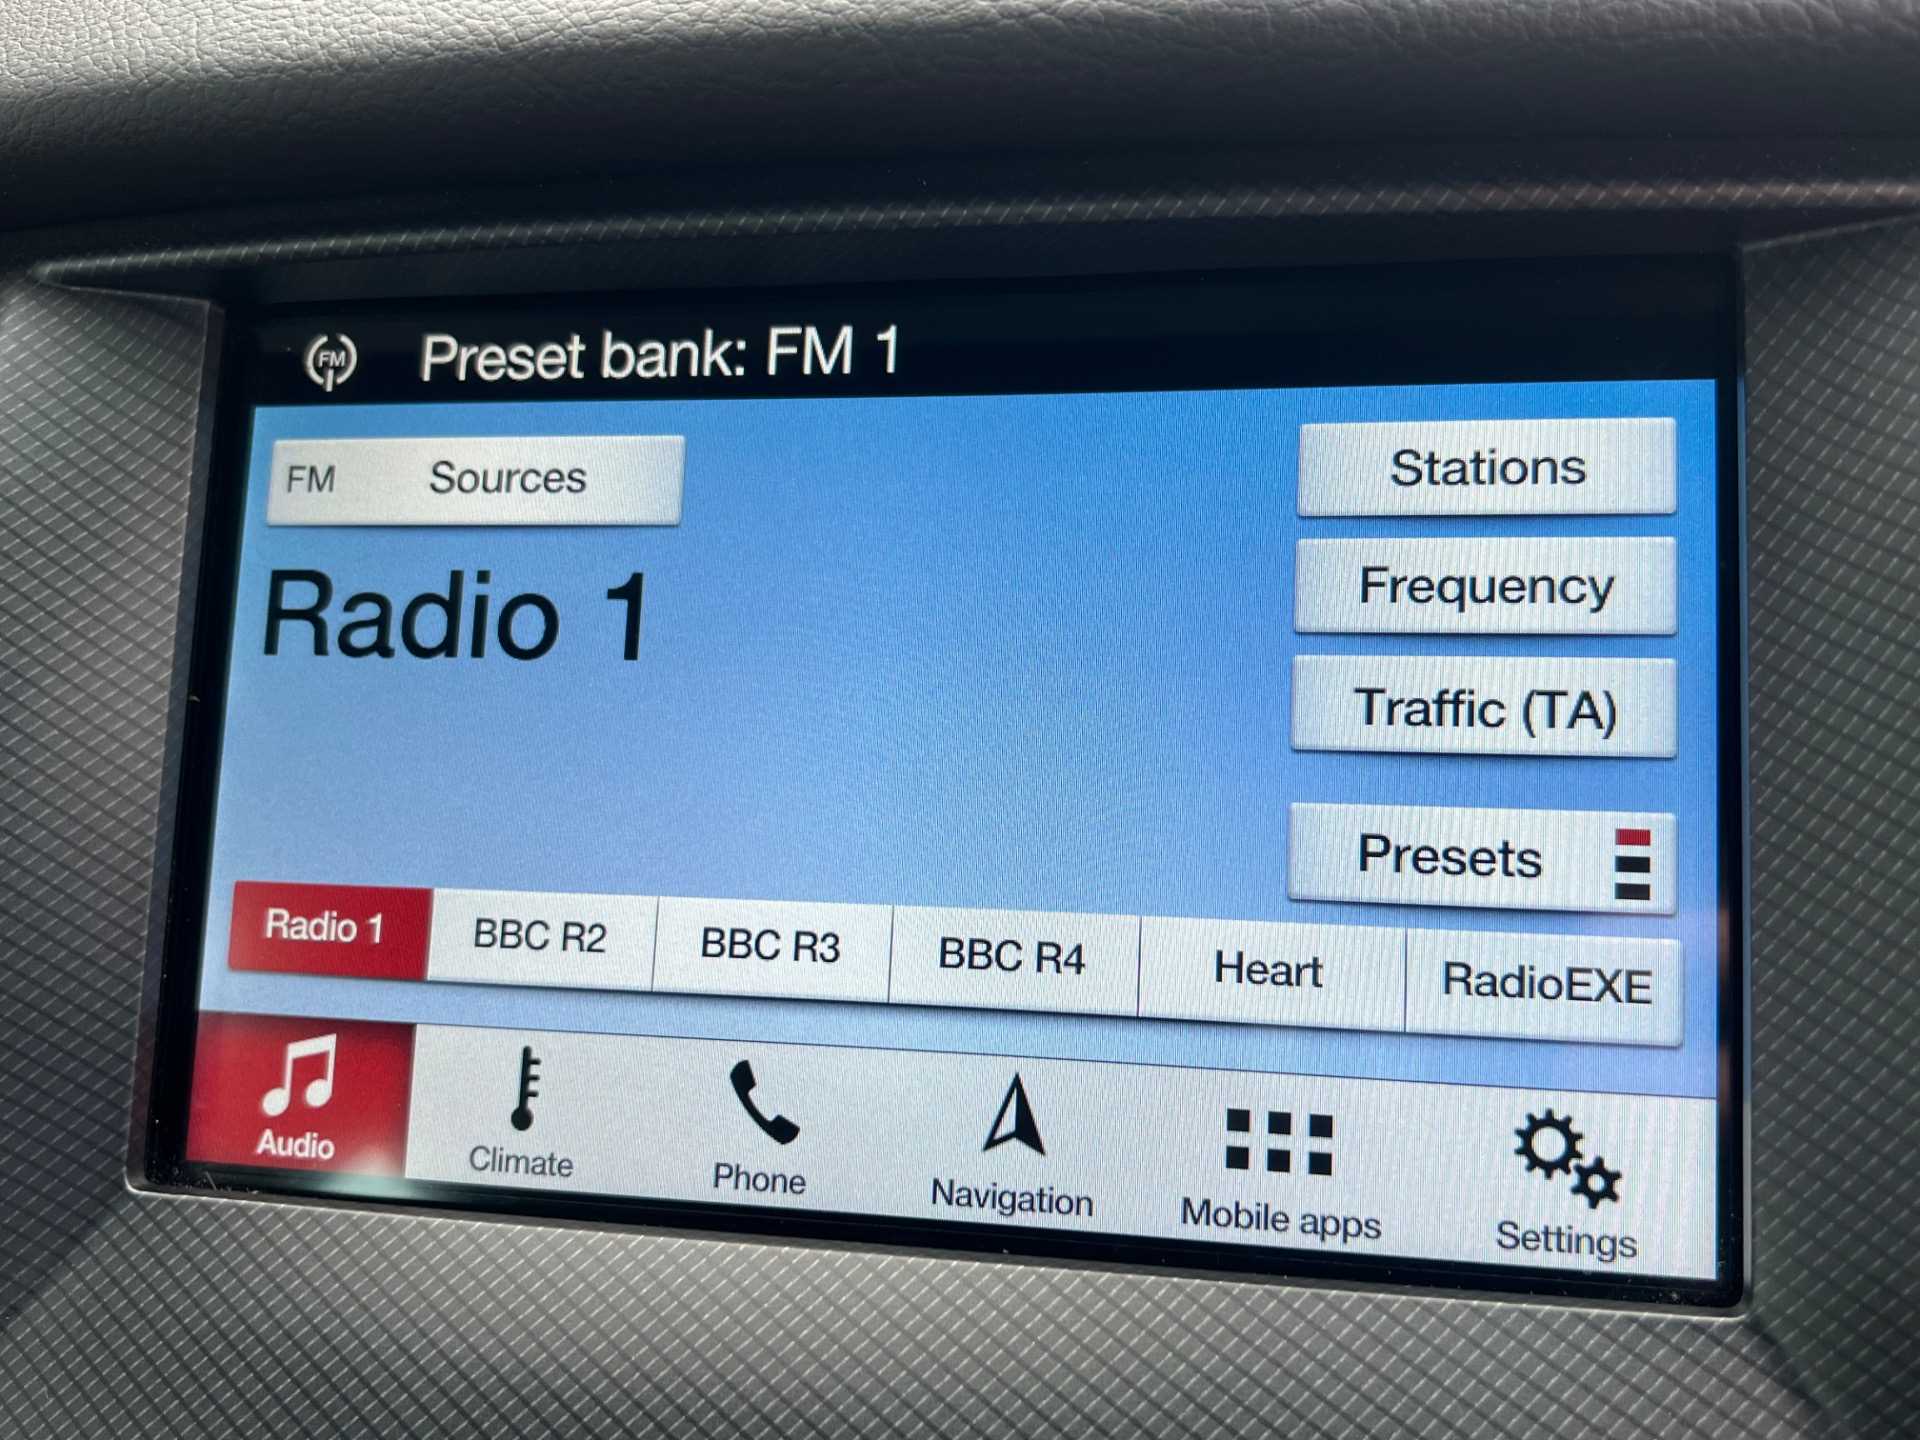 FM
Preset bank: FM 1
FM Sources
Stations
Frequency
Radio 1
Traffic (TA)
Presets
Radio 1
BBC R2
BBC R3
BBC R4
Heart
RadioEXE
Audio
Climate
Phone
Navigation
Mobile apps
Settings